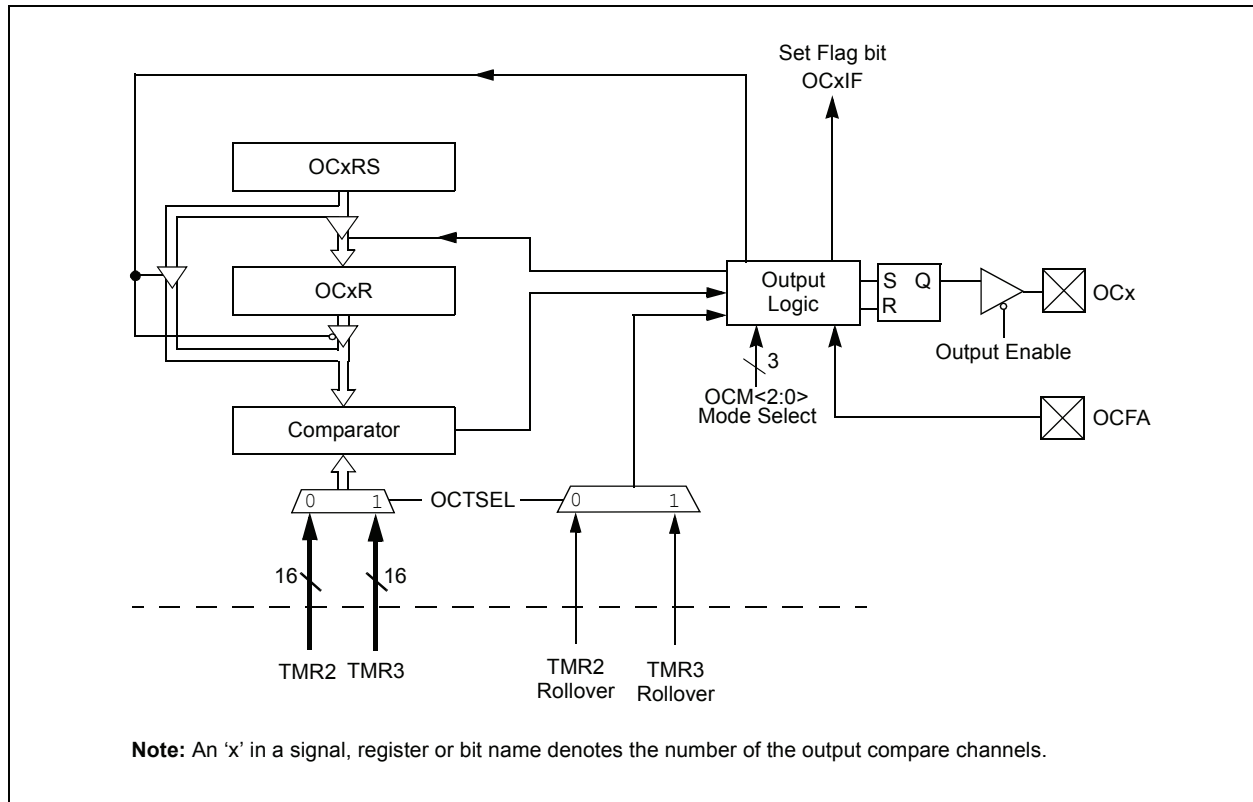 Set Flag bit
OCxIF
OCxRS
OCxR
Output
Logic
S Q
R
OCx
Output Enable
3
OCM<2:0>
Mode Select
OCFA
Comparator
0 1
OCTSEL
0 1
16
16
TMR2
TMR3
TMR2
Rollover
TMR3
Rollover
Note: An ‘x’ in a signal, register or bit name denotes the number of the output compare channels.